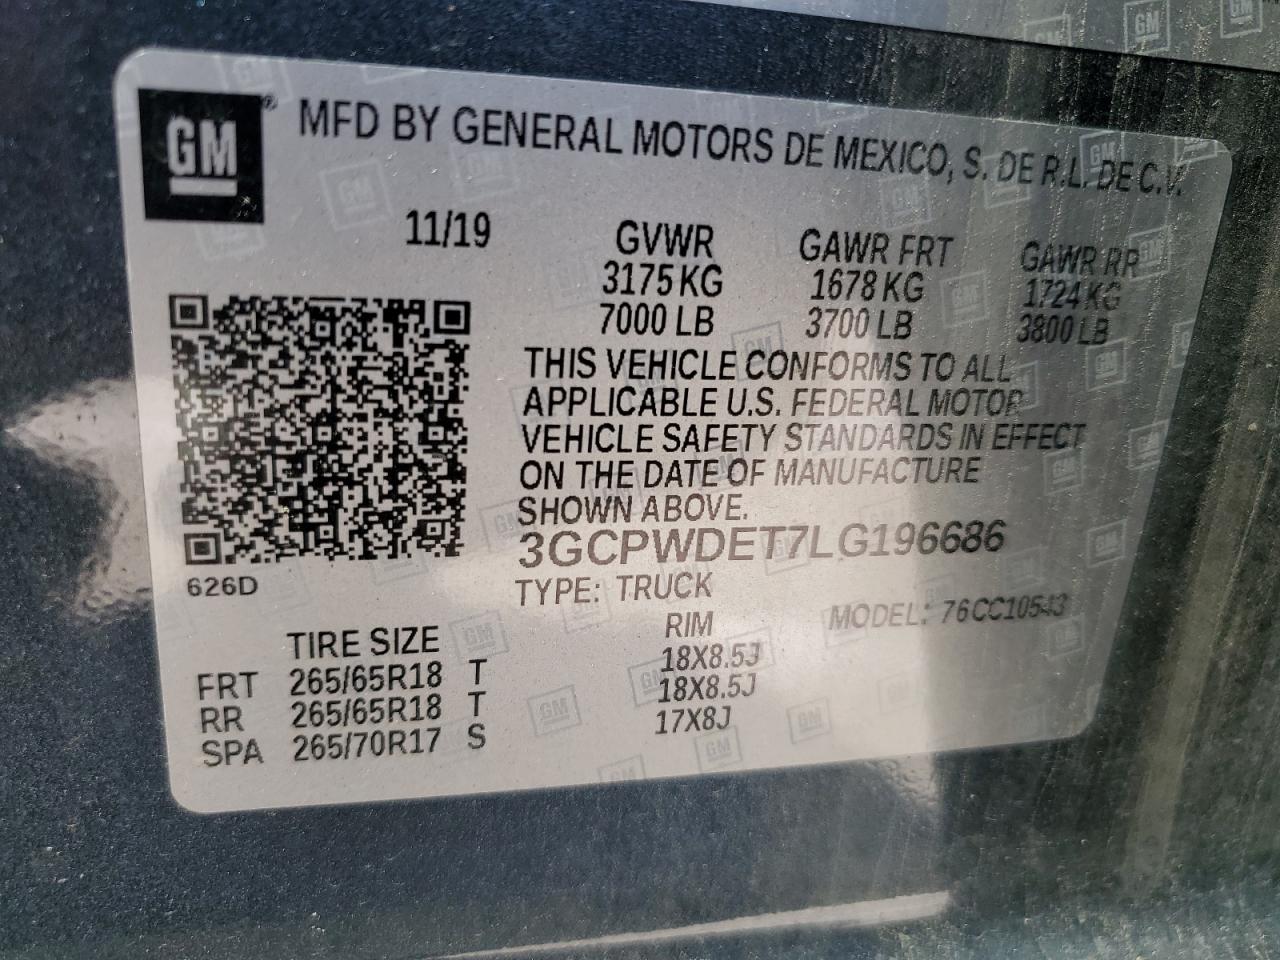 GM
MFD BY GENERAL MOTORS DE MEXICO, S. DE R.L. DE C.V.
11/19
GVWR GAWR FRT GAWR RR
3175 KG 1678 KG 1724 KG
7000 LB 3700 LB 3800 LB
THIS VEHICLE CONFORMS TO ALL
APPLICABLE U.S. FEDERAL MOTOR
VEHICLE SAFETY STANDARDS IN EFFECT
ON THE DATE OF MANUFACTURE
SHOWN ABOVE.
3GCPWDET7LG196686
626D
TYPE: TRUCK
MODEL: 76CC10543
TIRE SIZE RIM
FRT 265/65R18 T 18X8.5J
RR 265/65R18 T 18X8.5J
SPA 265/70R17 S 17X8J